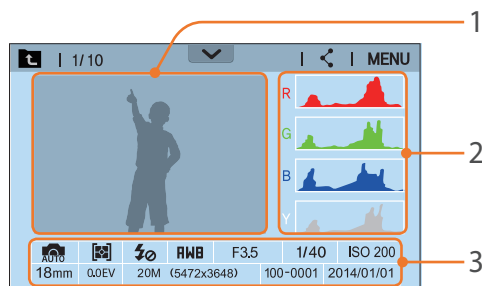 1
1/10
MENU
R
G
2
B
Y
AUTO AWB F3.5 1/40 ISO 200
3
18mm 0.0EV 20M (5472x3648) 100-0001 2014/01/01